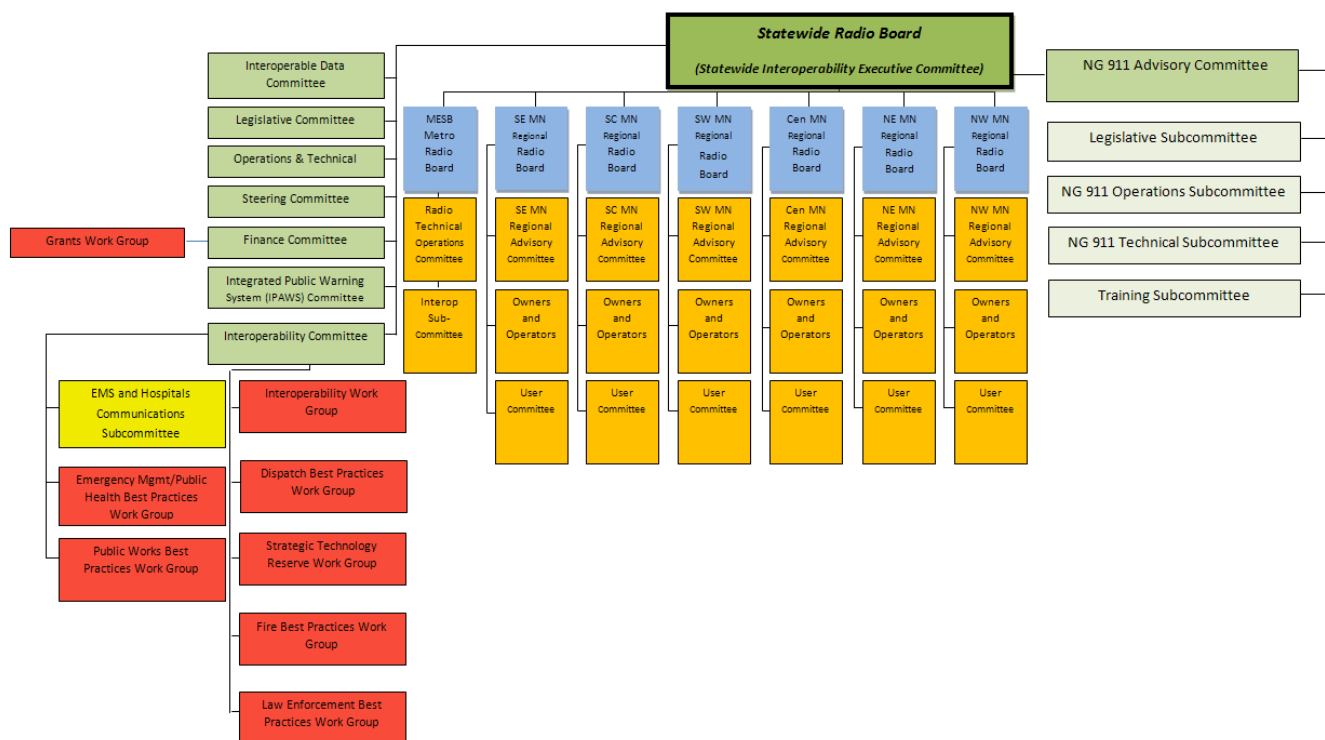 Statewide Radio Board
(Statewide Interoperability Executive Committee)
Interoperable Data
Committee
Legislative Committee
Operations & Technical
Steering Committee
Grants Work Group
Finance Committee
Integrated Public Warning
System (IPAWS) Committee
Interoperability Committee
EMS and Hospitals
Communications
Subcommittee
Emergency Mgmt/Public
Health Best Practices
Work Group
Public Works Best
Practices Work Group
Interoperability Work
Group
Dispatch Best Practices
Work Group
Strategic Technology
Reserve Work Group
Fire Best Practices Work
Group
Law Enforcement Best
Practices Work Group
MESB
Metro
Radio
Board
Radio
Technical
Operations
Committee
Interop
Sub-
Committee
SE MN
Regional
Radio
Board
SE MN
Regional
Advisory
Committee
Owners
and
Operators
User
Committee
SC MN
Regional
Radio
Board
SC MN
Regional
Advisory
Committee
Owners
and
Operators
User
Committee
SW MN
Regional
Radio
Board
SW MN
Regional
Advisory
Committee
Owners
and
Operators
User
Committee
Cen MN
Regional
Radio
Board
Cen MN
Regional
Advisory
Committee
Owners
and
Operators
User
Committee
NE MN
Regional
Radio
Board
NE MN
Regional
Advisory
Committee
Owners
and
Operators
User
Committee
NW MN
Regional
Radio
Board
NW MN
Regional
Advisory
Committee
Owners
and
Operators
User
Committee
NG 911 Advisory Committee
Legislative Subcommittee
NG 911 Operations Subcommittee
NG 911 Technical Subcommittee
Training Subcommittee